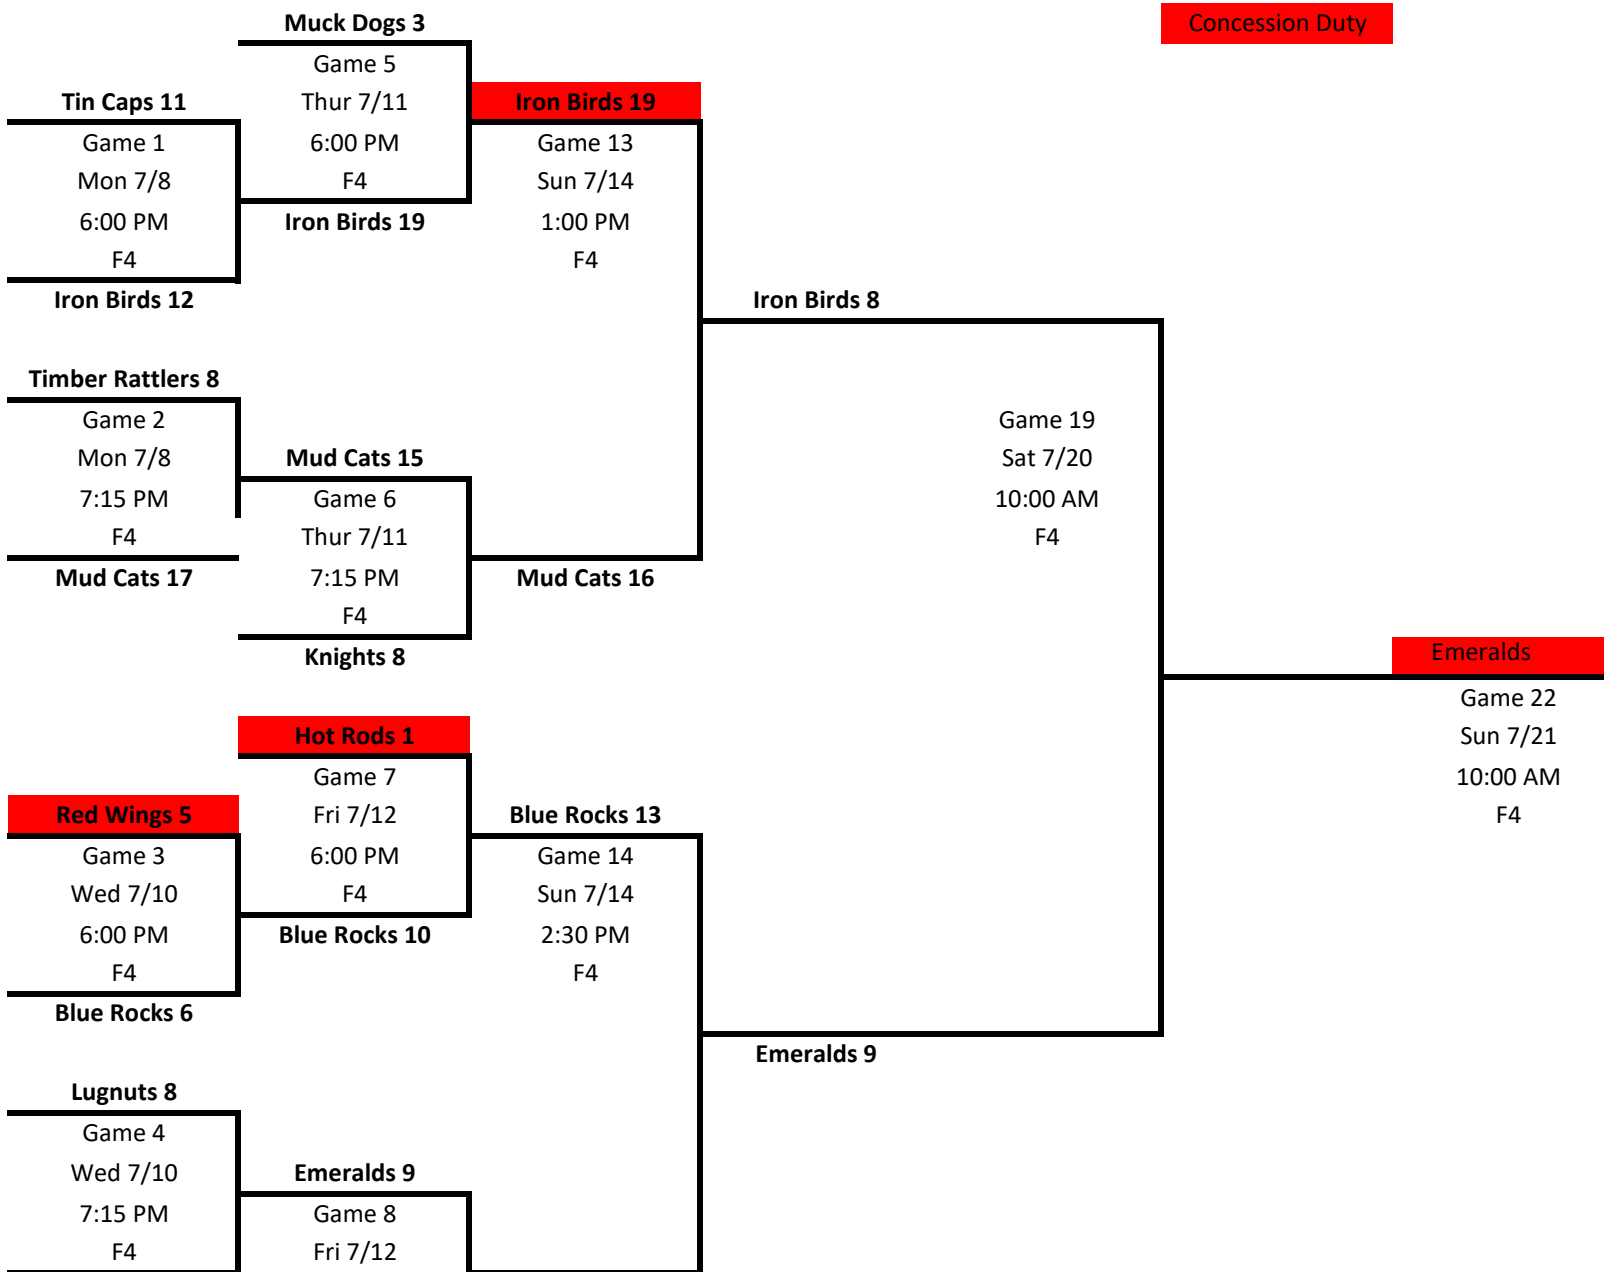 Muck Dogs 3
Concession Duty
Game 5
Tin Caps 11
Thur 7/11
Iron Birds 19
Game 1
6:00 PM
Game 13
Mon 7/8
F4
Sun 7/14
6:00 PM
Iron Birds 19
1:00 PM
F4
F4
Iron Birds 12
Iron Birds 8
Timber Rattlers 8
Game 2
Game 19
Mon 7/8
Mud Cats 15
Sat 7/20
7:15 PM
Game 6
10:00 AM
F4
Thur 7/11
F4
Mud Cats 17
7:15 PM
Mud Cats 16
F4
Knights 8
Emeralds
Game 22
Hot Rods 1
Sun 7/21
Game 7
10:00 AM
Red Wings 5
Fri 7/12
Blue Rocks 13
F4
Game 3
6:00 PM
Game 14
Wed 7/10
F4
Sun 7/14
6:00 PM
Blue Rocks 10
2:30 PM
F4
F4
Blue Rocks 6
Emeralds 9
Lugnuts 8
Game 4
Wed 7/10
Emeralds 9
7:15 PM
Game 8
F4
Fri 7/12